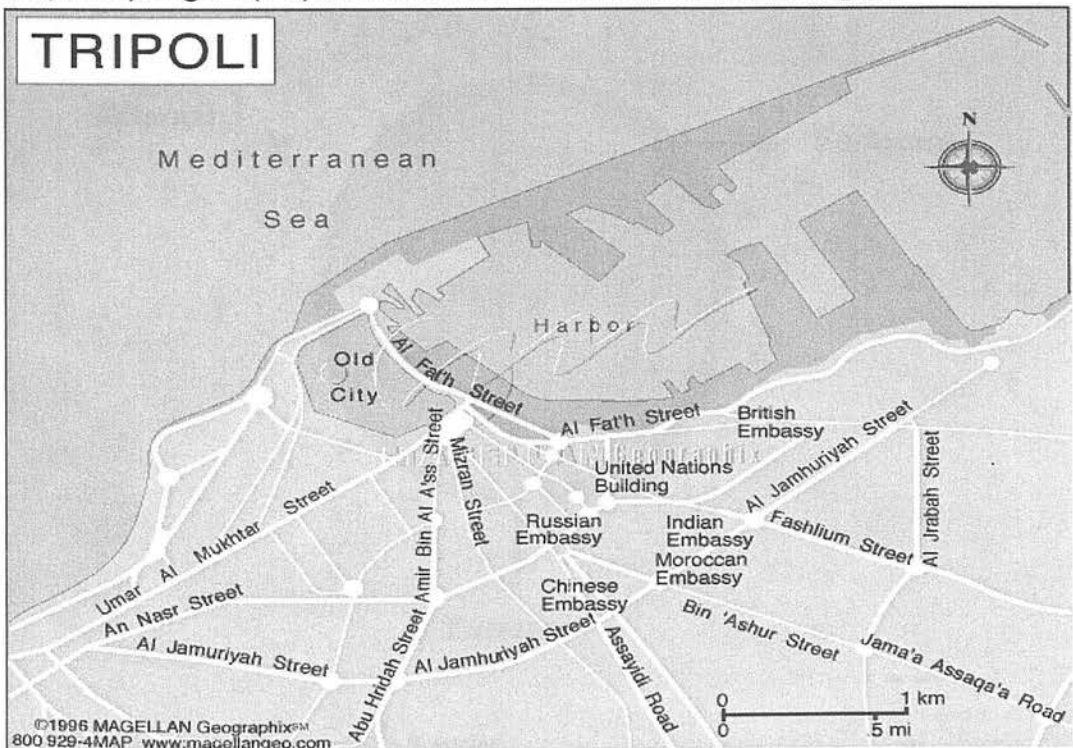 TRIPOLI
Mediterranean
Sea
N
Harbor
Old
City
Al Fat'h Street
Al Fat'h Street
British
Embassy
United Nations
Building
Al Jamhuriyah Street
Al Jrabah Street
Mizran Street
Amir Bin Al A'ss Street
Umar Al Mukhtar Street
Russian
Embassy
Indian
Embassy
Fashlium Street
Moroccan
Embassy
Chinese
Embassy
An Nasr Street
Bin 'Ashur Street
Al Jamuriyah Street
Al Jamhuriyah Street
Abu Hridah Street
Assayidi Road
Jama'a Assaqa'a Road
0 1 km
0 .5 mi
©1996 MAGELLAN Geographix℠
800 929-4MAP www.magellangeo.com